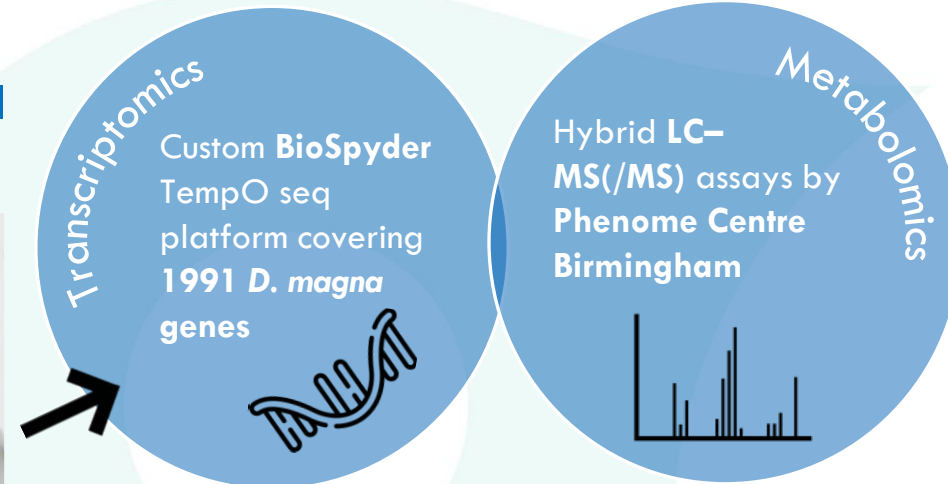 Transcriptomics
Custom BioSpyder
TempO seq
platform covering
1991 D. magna
genes
Metabolomics
Hybrid LC–
MS(/MS) assays by
Phenome Centre
Birmingham